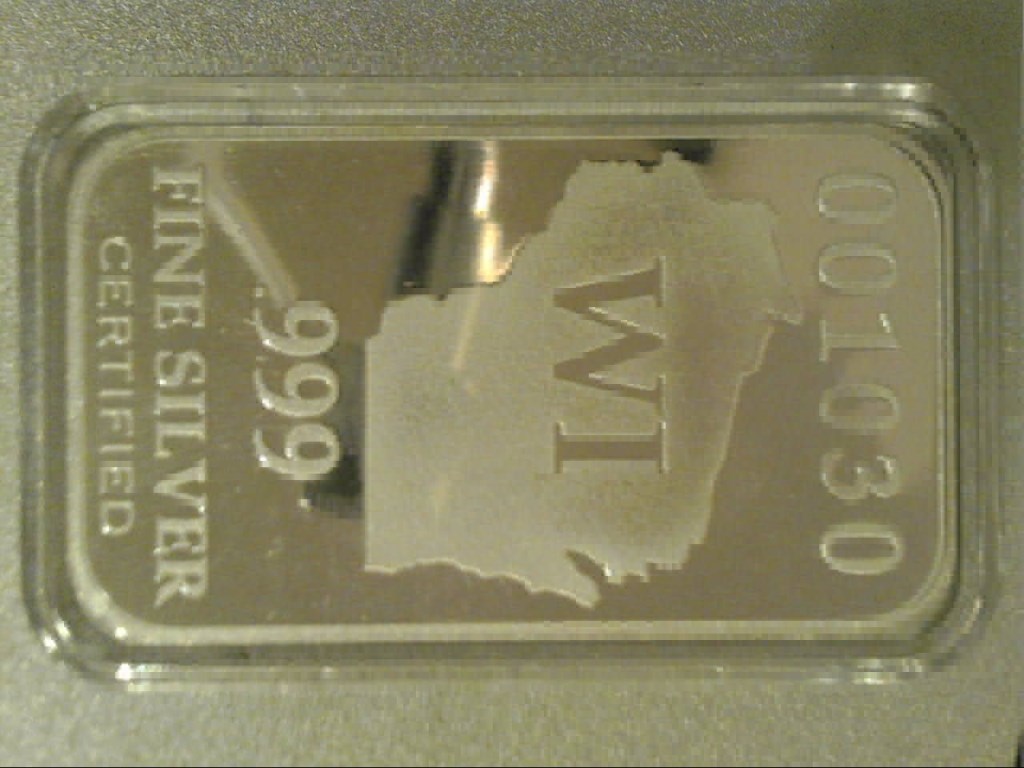 001030
WI
999
FINE SILVER
CERTIFIED